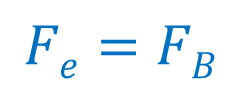 F_e = F_B